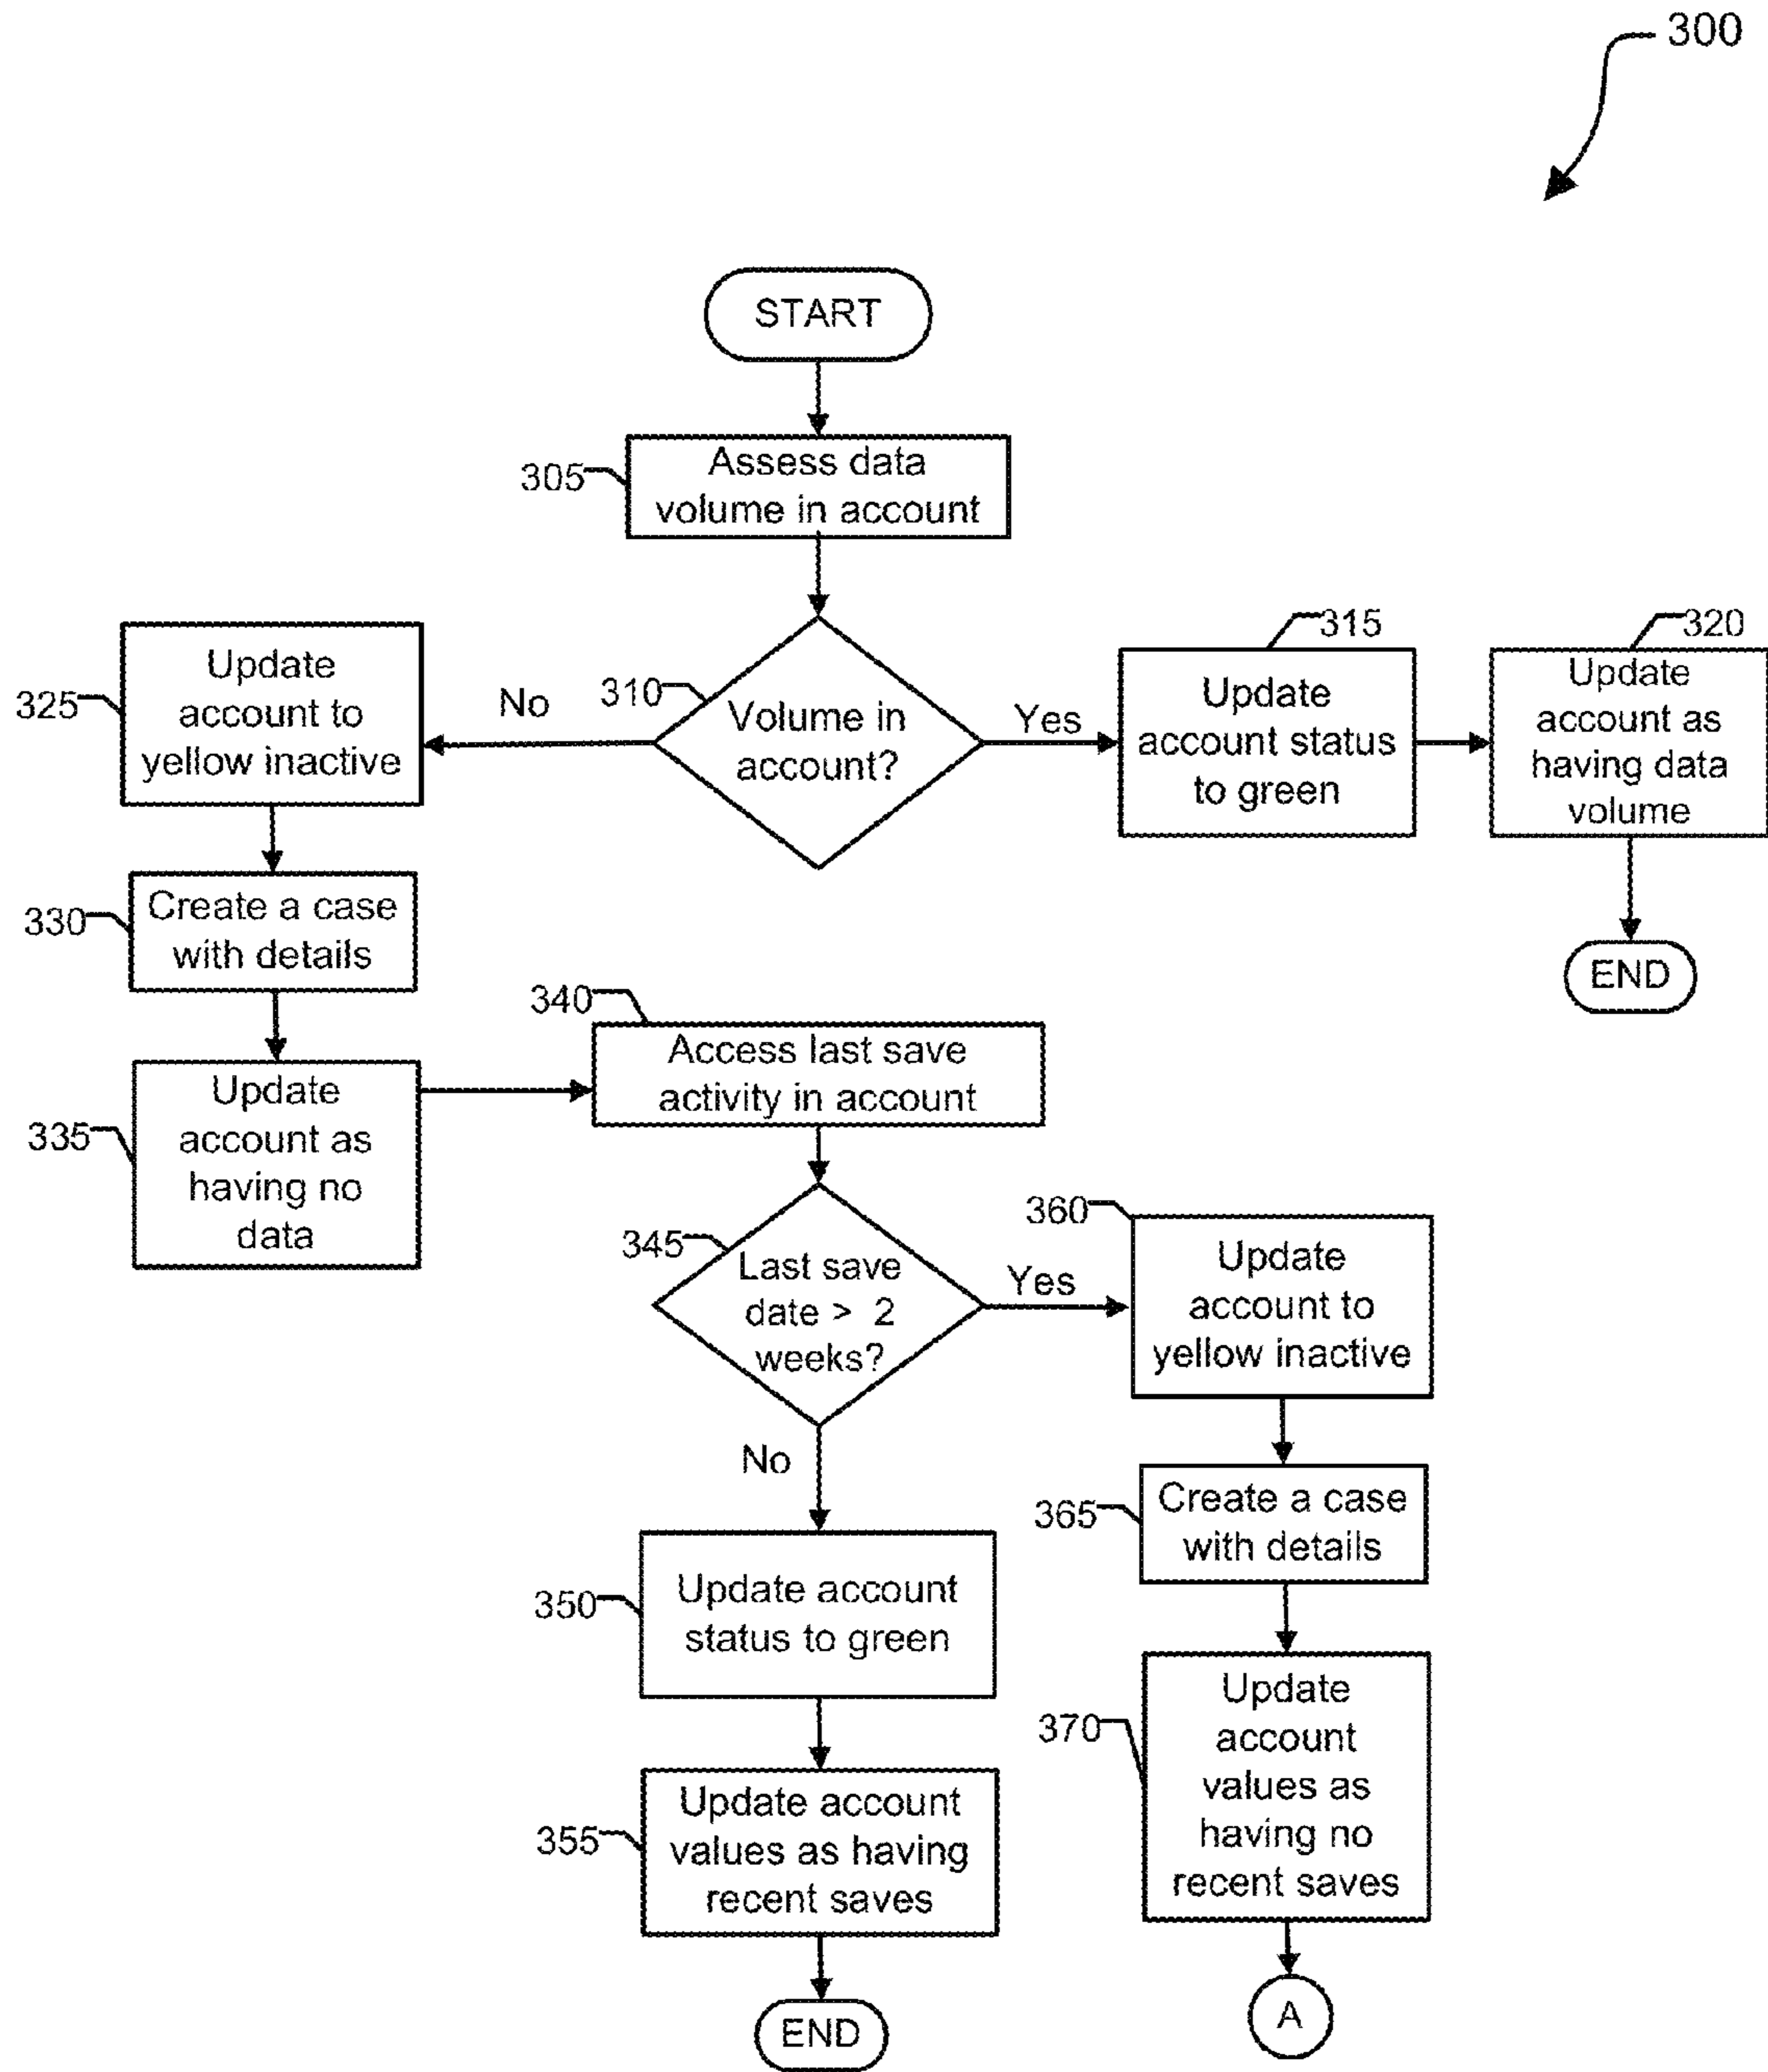 300
START
305
Assess data
volume in account
310
Volume in
account?
No
Yes
315
Update
account status
to green
320
Update
account as
having data
volume
END
325
Update
account to
yellow inactive
330
Create a case
with details
335
Update
account as
having no
data
340
Access last save
activity in account
345
Last save
date > 2
weeks?
Yes
No
360
Update
account to
yellow inactive
365
Create a case
with details
370
Update
account
values as
having no
recent saves
A
350
Update account
status to green
355
Update account
values as having
recent saves
END